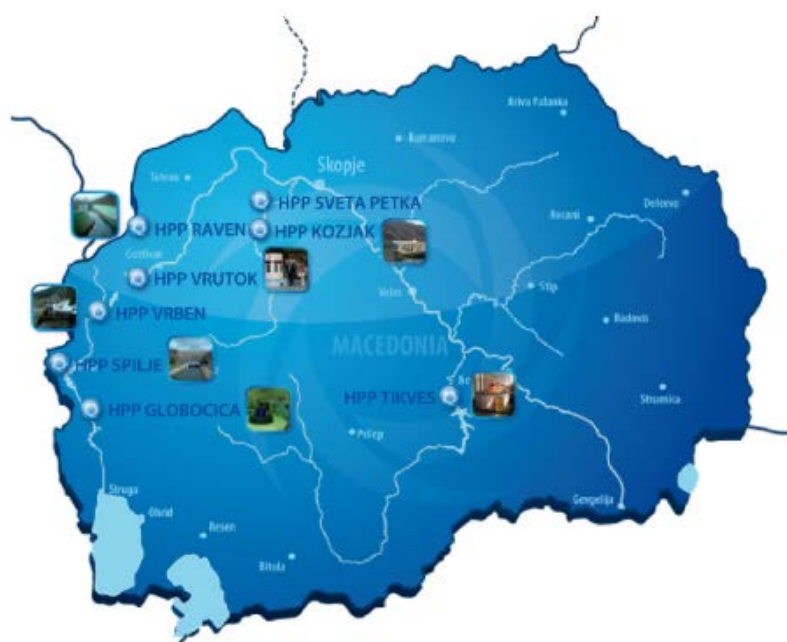 Kriva Palanka
Kumanovo
Skopje
Tetovo
Delcevo
HPP SVETA PETKA
Kocani
HPP RAVEN
HPP KOZJAK
Gostivar
HPP VRUTOK
Stip
Veles
HPP VRBEN
Radovis
MACEDONIA
HPP SPILJE
HPP TIKVES
Strumica
HPP GLOBOCICA
Prilep
Struga
Gevgelija
Ohrid
Resen
Bitola